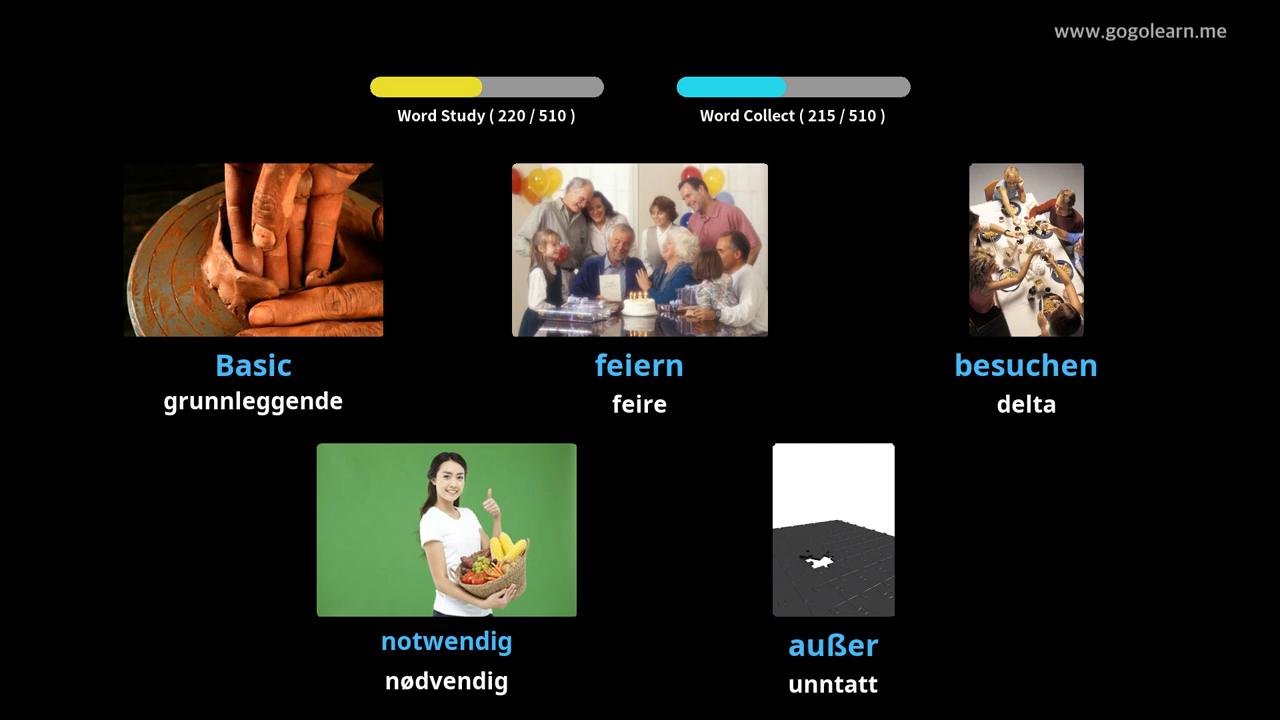 www.gogolearn.me
Word Study ( 220 / 510 )
Word Collect ( 215 / 510 )
Basic
grunnleggende
feiern
feire
besuchen
delta
notwendig
nødvendig
außer
unntatt